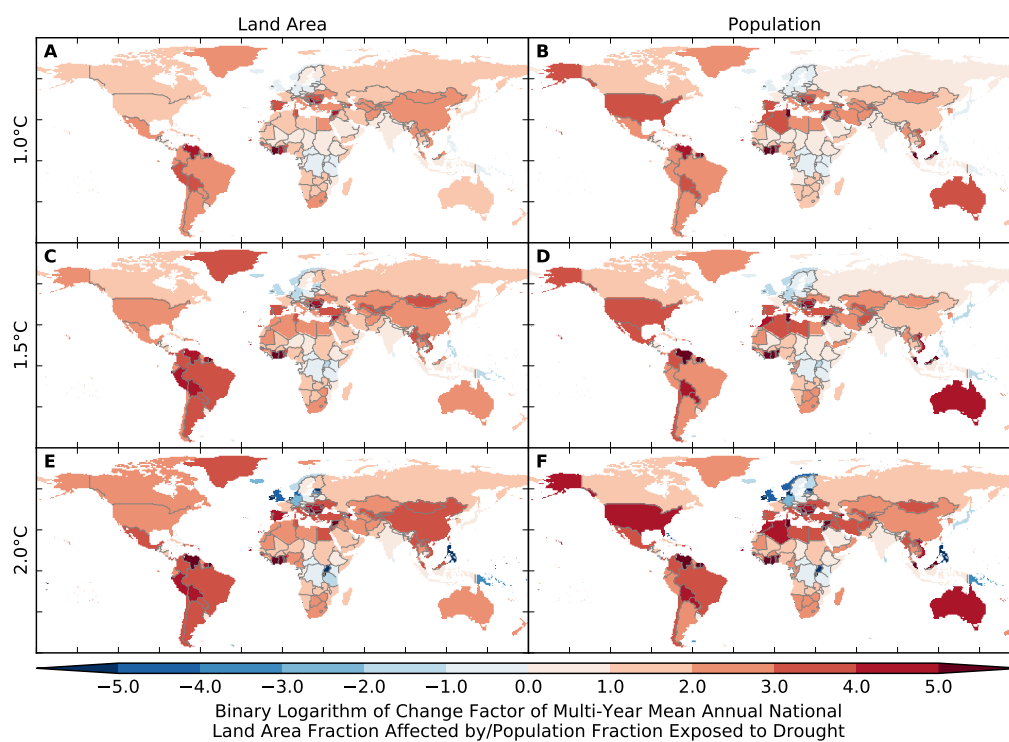 Land Area
Population
A
B
1.0°C
C
D
1.5°C
E
F
2.0°C
−5.0 −4.0 −3.0 −2.0 −1.0 0.0 1.0 2.0 3.0 4.0 5.0
Binary Logarithm of Change Factor of Multi-Year Mean Annual National
Land Area Fraction Affected by/Population Fraction Exposed to Drought